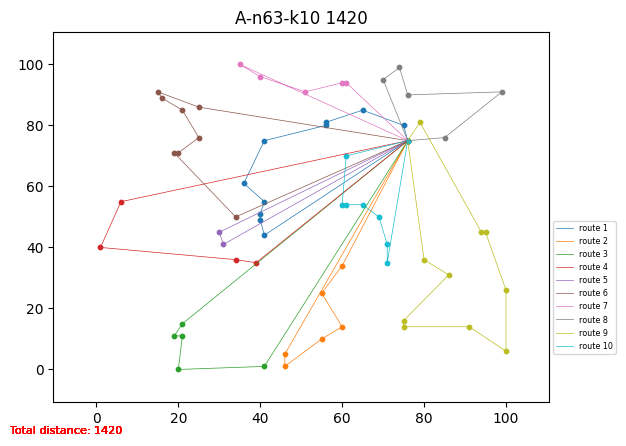 A-n63-k10 1420
100
80
60
40
20
0
0 20 40 60 80 100
route 1
route 2
route 3
route 4
route 5
route 6
route 7
route 8
route 9
route 10
Total distance: 1420